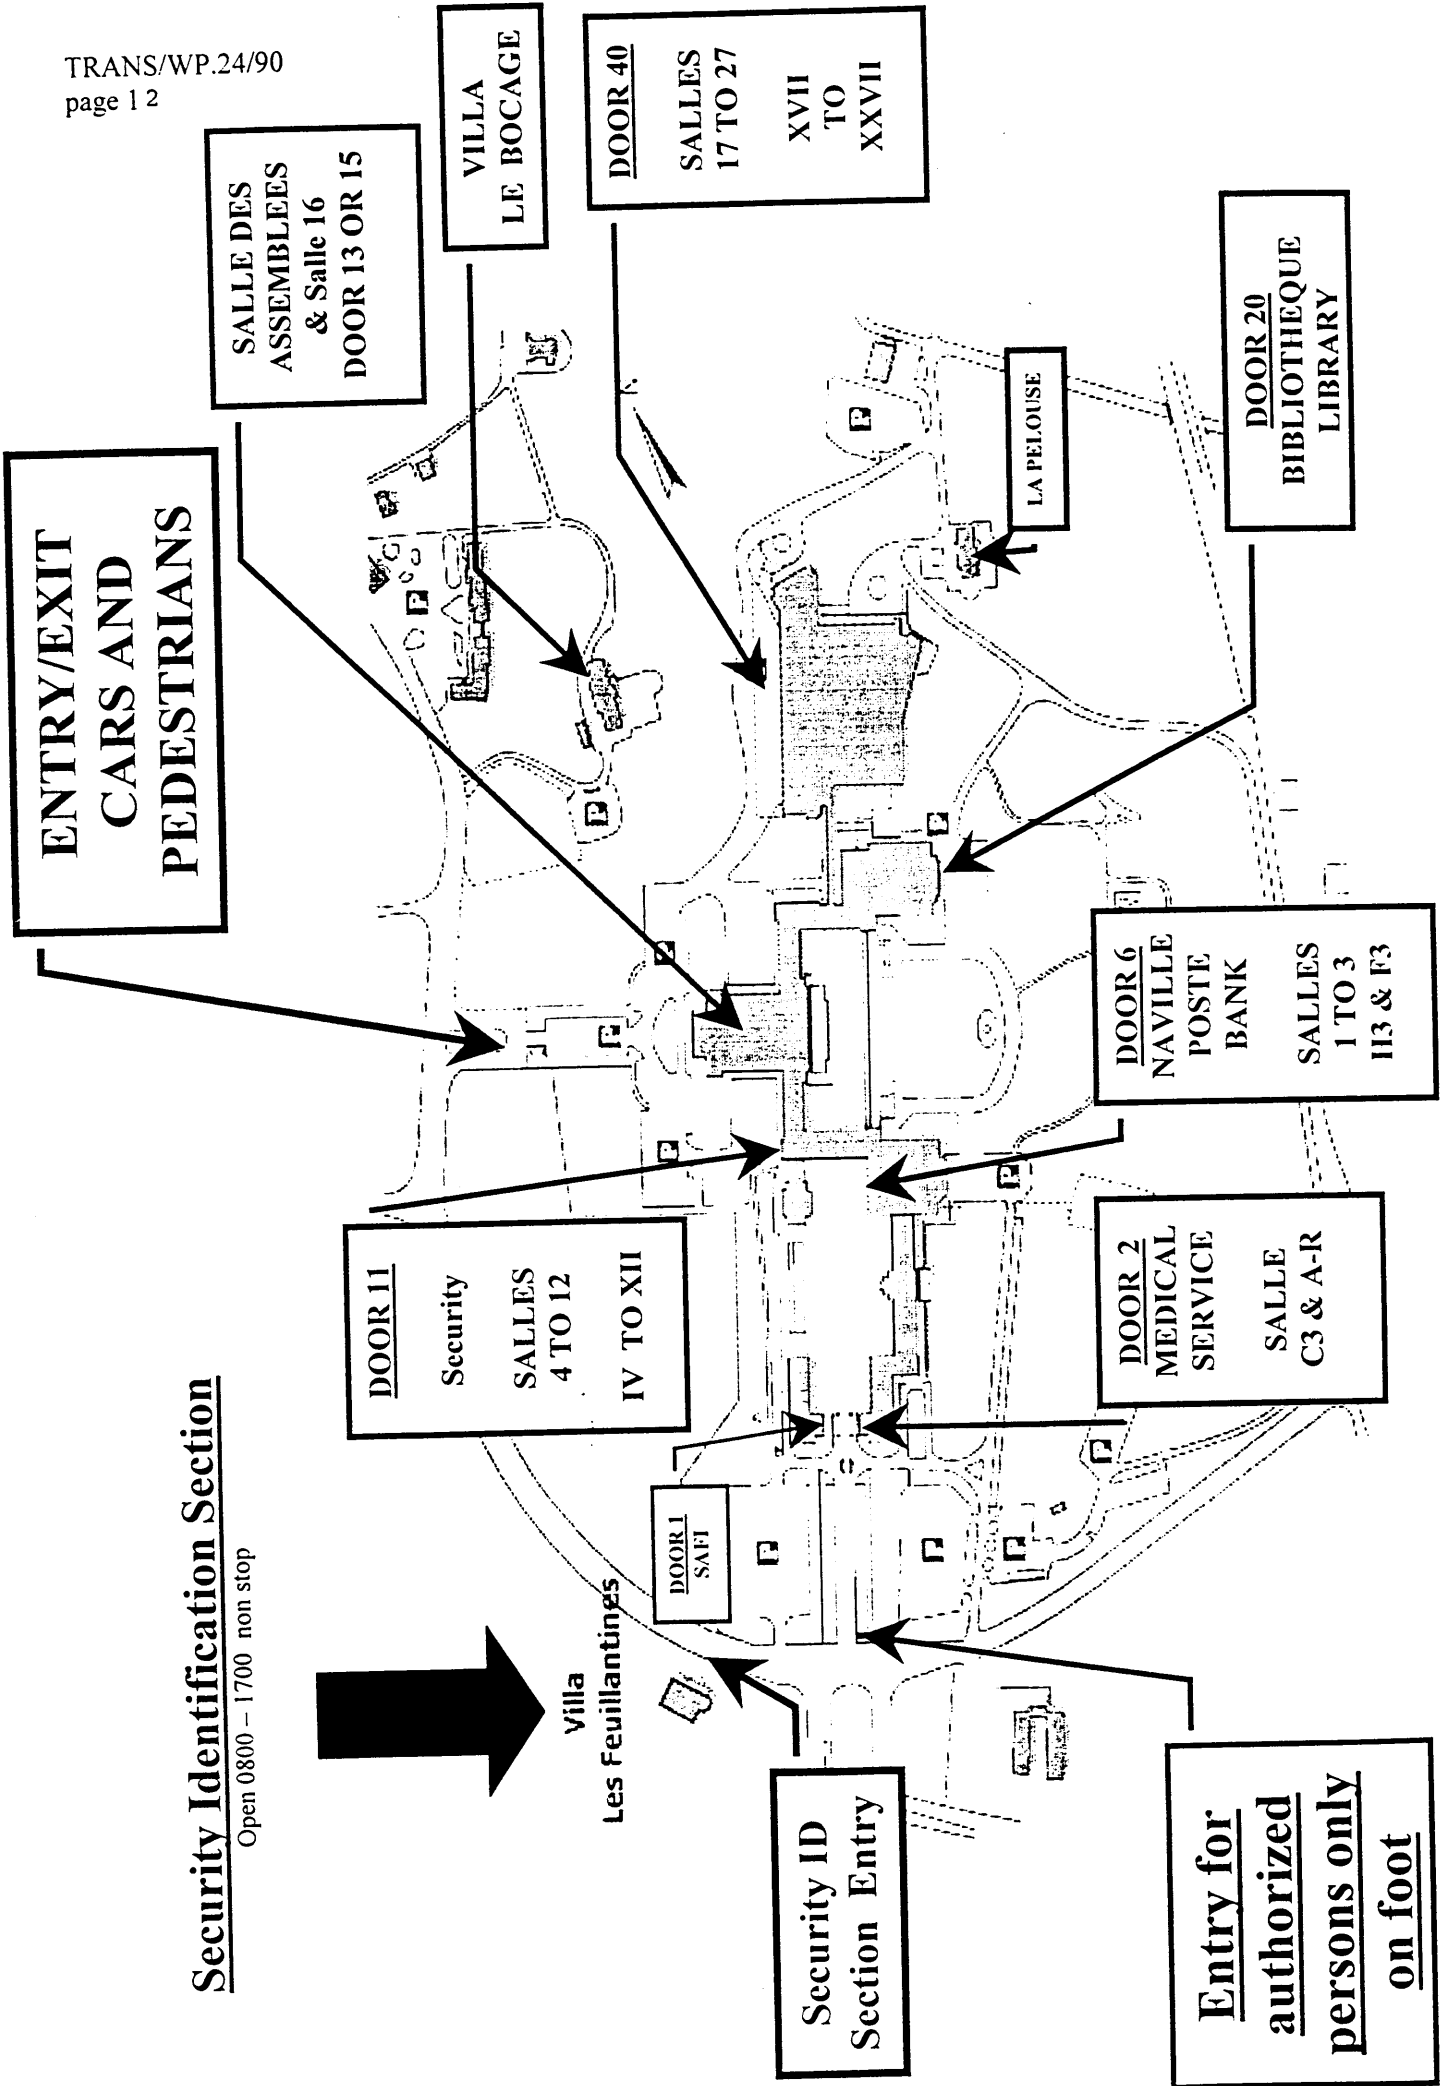 TRANS/WP.24/90
page 12
Security Identification Section
Open 0800 – 1700 non stop
Villa
Les Feuillantines
ENTRY/EXIT
CARS AND
PEDESTRIANS
SALLE DES
ASSEMBLEES
& Salle 16
DOOR 13 OR 15
VILLA
LE BOCAGE
DOOR 40
SALLES
17 TO 27
XVII
TO
XXVII
DOOR 11
Security
SALLES
4 TO 12
IV TO XII
DOOR 1
SAFI
Security ID
Section Entry
Entry for
authorized
persons only
on foot
DOOR 2
MEDICAL
SERVICE
SALLE
C3 & A-R
DOOR 6
NAVILLE
POSTE
BANK
SALLES
1 TO 3
H3 & F3
LA PELOUSE
DOOR 20
BIBLIOTHEQUE
LIBRARY
P
P
P
P
P
P
P
P
P
P
P
P